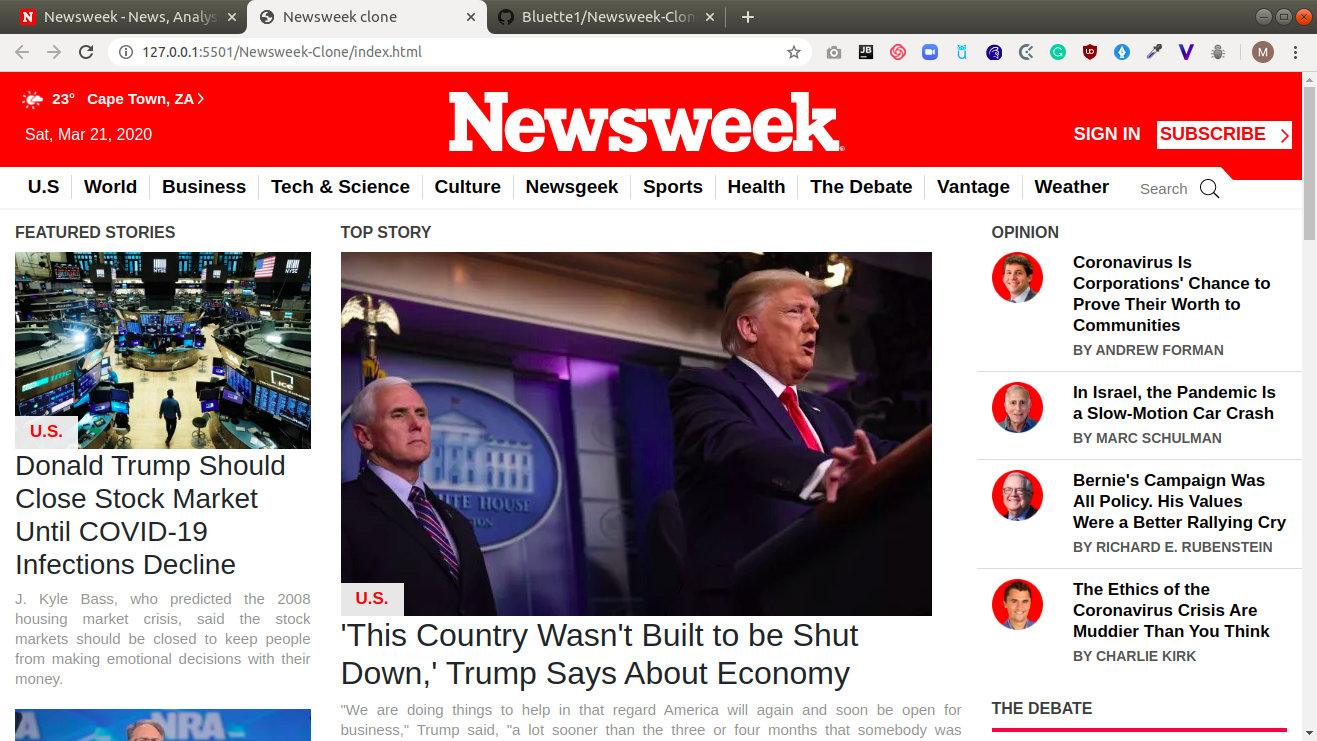 Newsweek - News, Analys
Newsweek clone
Bluette1/Newsweek-Clon
127.0.0.1:5501/Newsweek-Clone/index.html
M
23° Cape Town, ZA
Sat, Mar 21, 2020
Newsweek
SIGN IN
SUBSCRIBE
U.S
World
Business
Tech & Science
Culture
Newsgeek
Sports
Health
The Debate
Vantage
Weather
Search
FEATURED STORIES
U.S.
Donald Trump Should
Close Stock Market
Until COVID-19
Infections Decline
J. Kyle Bass, who predicted the 2008
housing market crisis, said the stock
markets should be closed to keep people
from making emotional decisions with their
money.
NRA
TOP STORY
TE HOUSE
U.S.
'This Country Wasn't Built to be Shut
Down,' Trump Says About Economy
"We are doing things to help in that regard America will again and soon be open for
business," Trump said, "a lot sooner than the three or four months that somebody was
OPINION
Coronavirus Is
Corporations' Chance to
Prove Their Worth to
Communities
BY ANDREW FORMAN
In Israel, the Pandemic Is
a Slow-Motion Car Crash
BY MARC SCHULMAN
Bernie's Campaign Was
All Policy. His Values
Were a Better Rallying Cry
BY RICHARD E. RUBENSTEIN
The Ethics of the
Coronavirus Crisis Are
Muddier Than You Think
BY CHARLIE KIRK
THE DEBATE